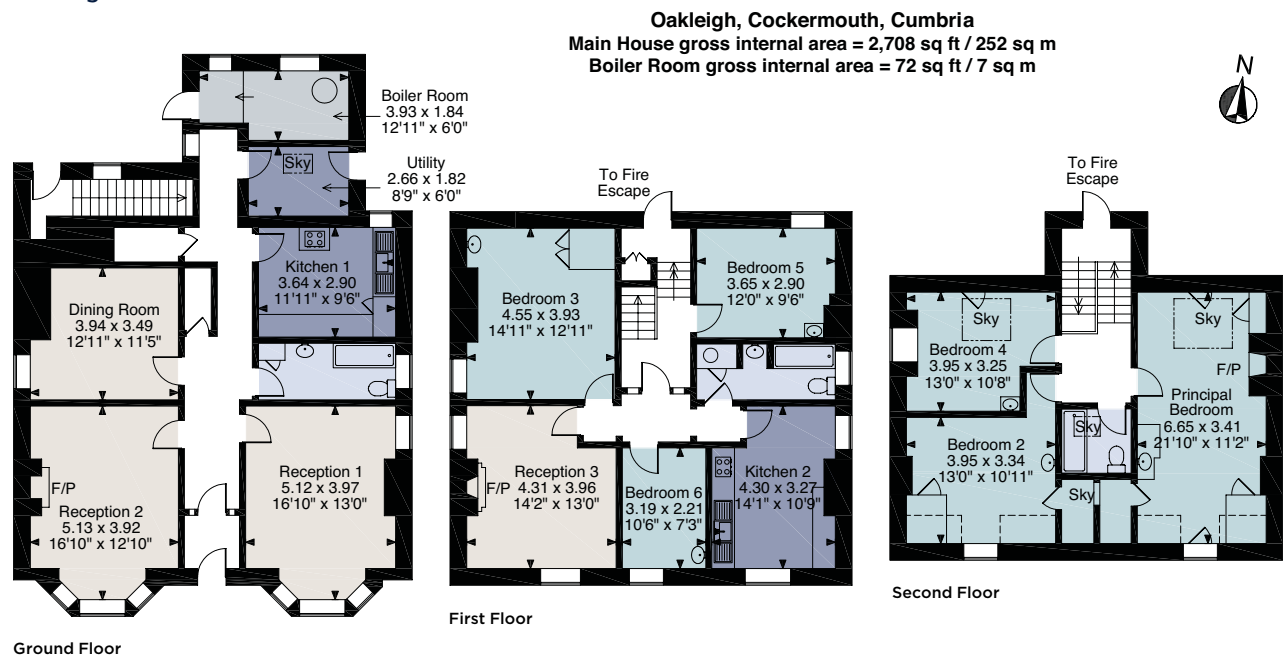 Oakleigh, Cockermouth, Cumbria
Main House gross internal area = 2,708 sq ft / 252 sq m
Boiler Room gross internal area = 72 sq ft / 7 sq m
N
Boiler Room
3.93 x 1.84
12'11" x 6'0"
Sky
Utility
2.66 x 1.82
8'9" x 6'0"
Kitchen 1
3.64 x 2.90
11'11" x 9'6"
Dining Room
3.94 x 3.49
12'11" x 11'5"
F/P
Reception 2
5.13 x 3.92
16'10" x 12'10"
Reception 1
5.12 x 3.97
16'10" x 13'0"
Ground Floor
To Fire
Escape
Bedroom 3
4.55 x 3.93
14'11" x 12'11"
Bedroom 5
3.65 x 2.90
12'0" x 9'6"
F/P
Reception 3
4.31 x 3.96
14'2" x 13'0"
Bedroom 6
3.19 x 2.21
10'6" x 7'3"
Kitchen 2
4.30 x 3.27
14'1" x 10'9"
First Floor
To Fire
Escape
Sky
Bedroom 4
3.95 x 3.25
13'0" x 10'8"
Sky
F/P
Principal
Bedroom
6.65 x 3.41
21'10" x 11'2"
Sky
Bedroom 2
3.95 x 3.34
13'0" x 10'11"
Sky
Second Floor